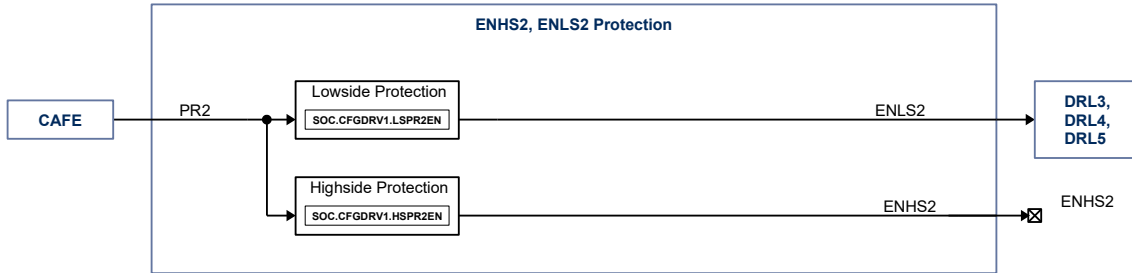 ENHS2, ENLS2 Protection
Lowside Protection
SOC.CFGDRV1.LSPR2EN
CAFE
PR2
ENLS2
DRL3,
DRL4,
DRL5
Highside Protection
SOC.CFGDRV1.HSPR2EN
ENHS2
ENHS2